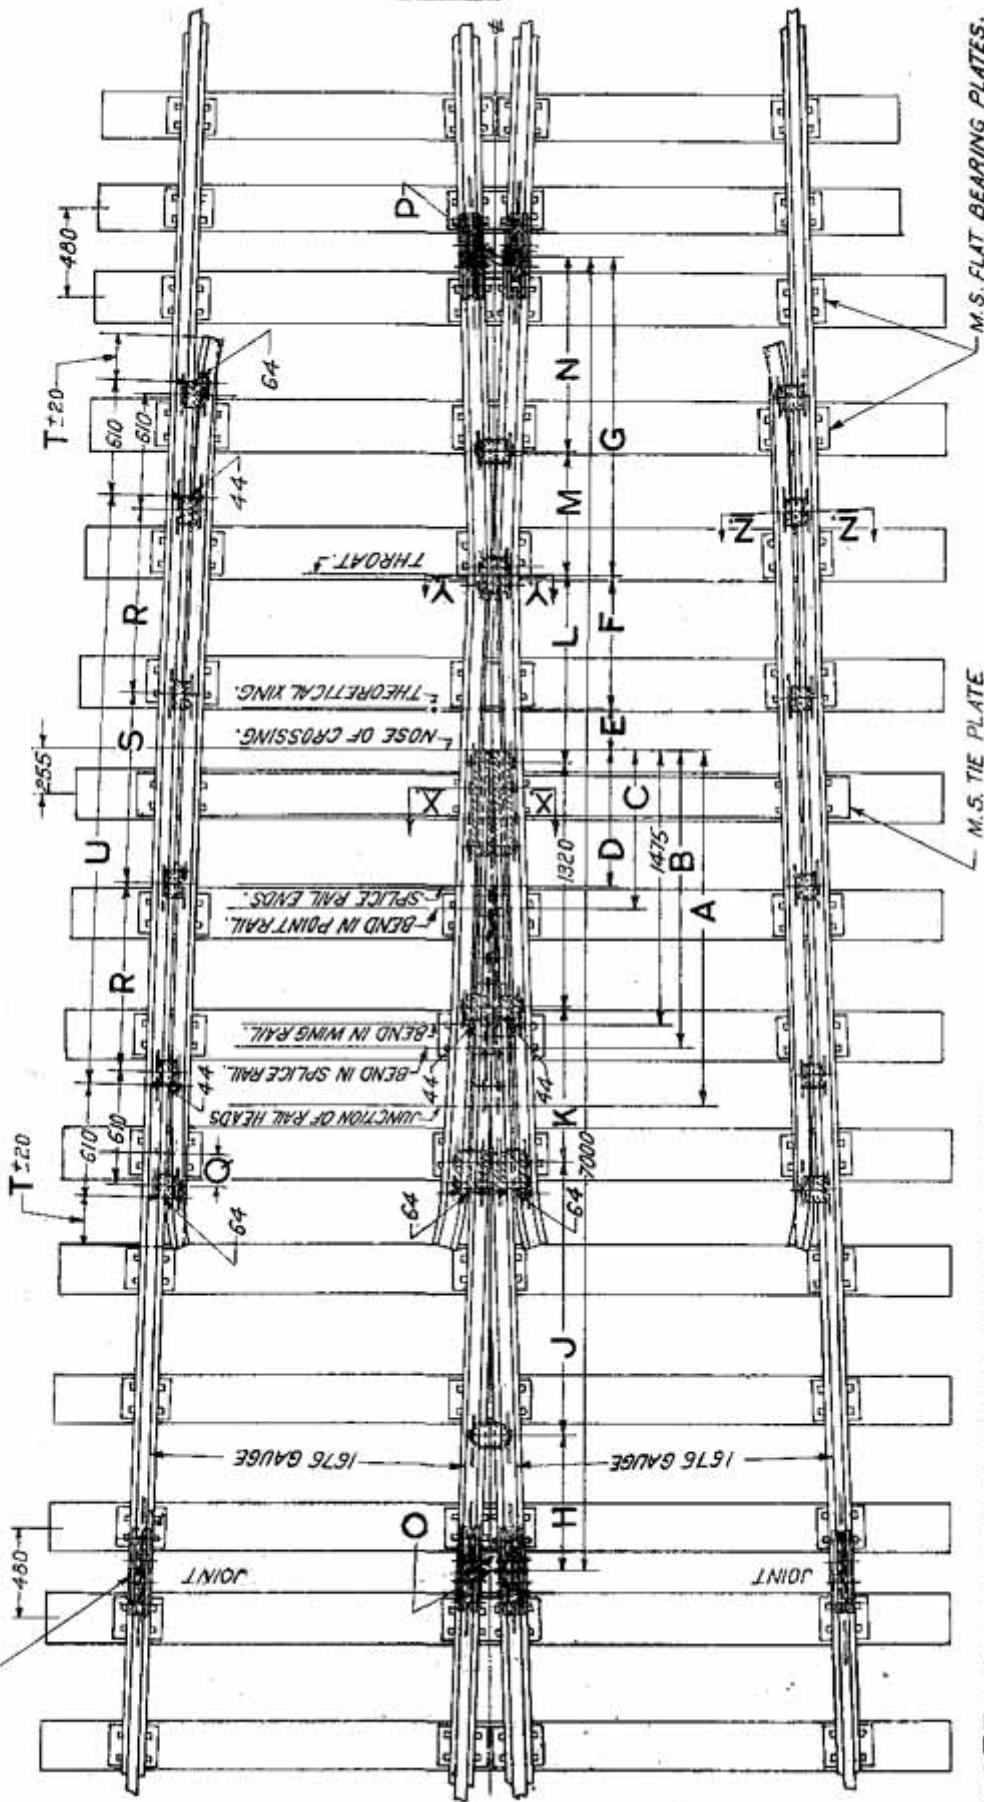 480
T ±20
610
610
64
44
R
S
U
R
255
44
610
610
T ±20
Q
64
480
P
N
G
M
THROAT.
Y
Y
L
F
THEORETICAL XING.
NOSE OF CROSSING.
E
X
X
C
D
1320
1475
B
A
SPLICE RAIL ENDS.
BEND IN POINT RAIL.
BEND IN WING RAIL.
BEND IN SPLICE RAIL.
JUNCTION OF RAIL HEADS
44
44
K
7000
64
64
J
1676 GAUGE
1676 GAUGE
O
H
JOINT
JOINT
Z
Z
M.S. FLAT BEARING PLATES.
M.S. TIE PLATE